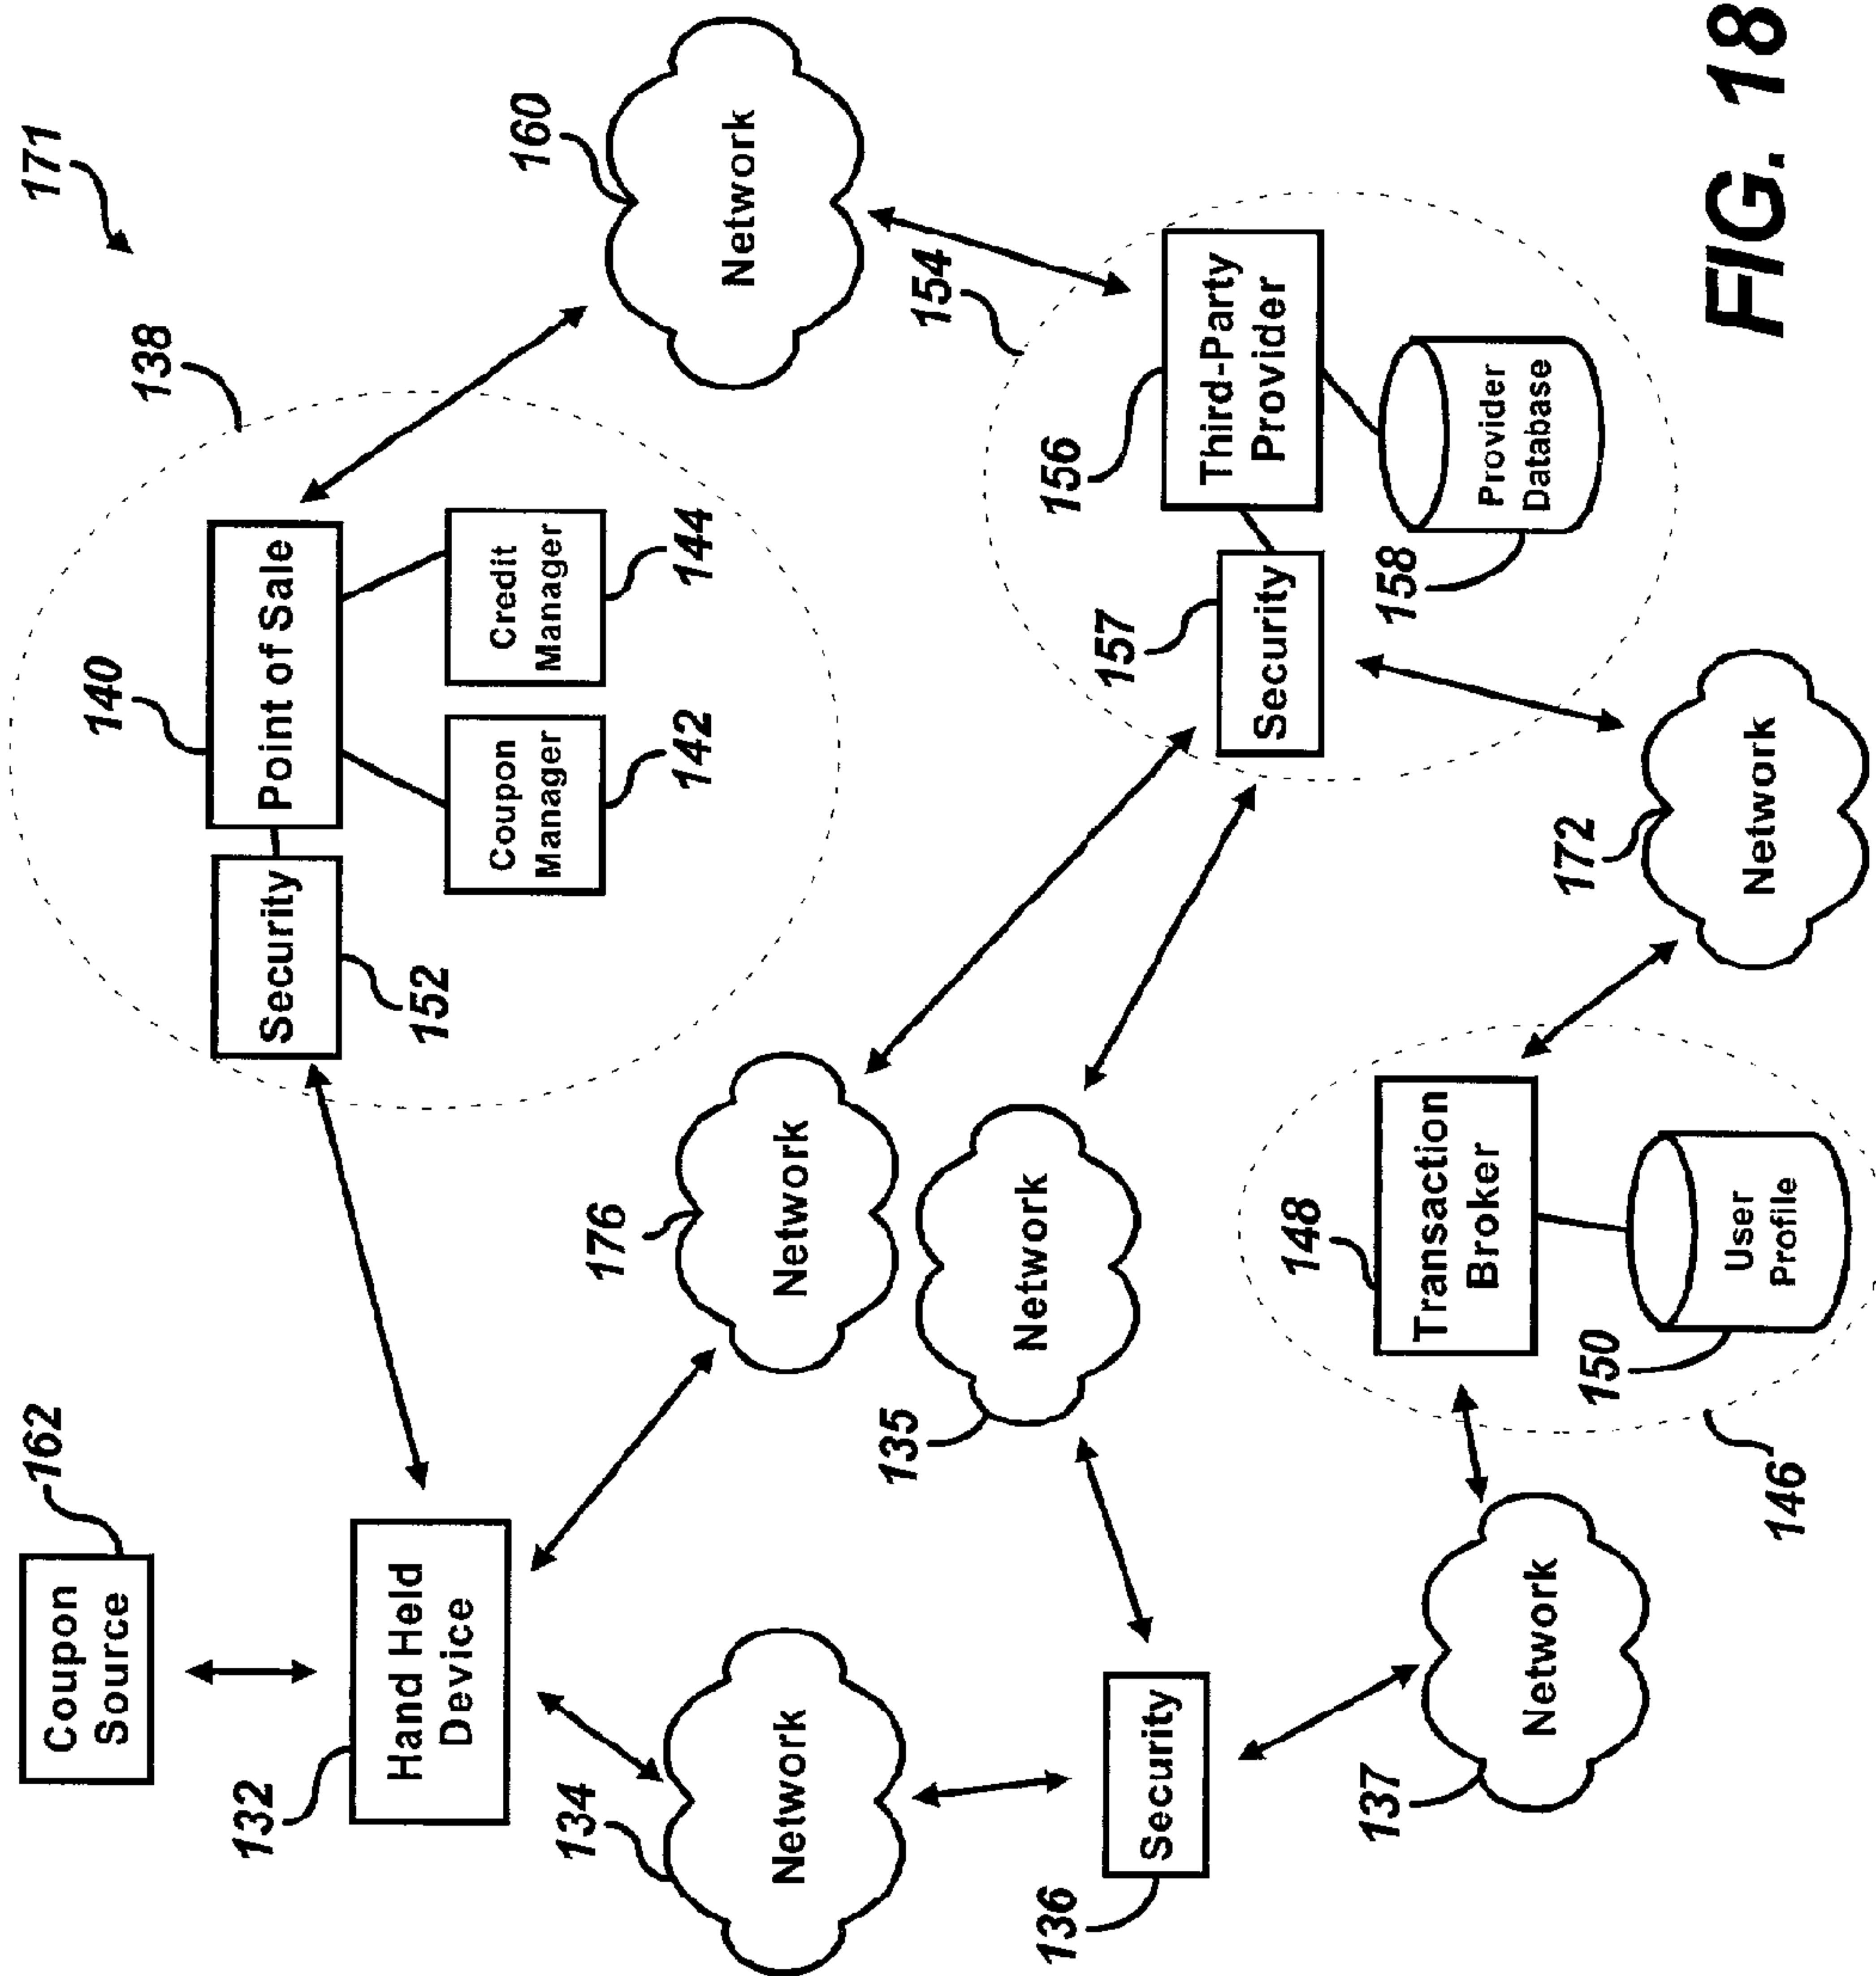 162
171
Coupon
Source
140
138
132
Security
Point of Sale
Hand Held
Device
152
Coupon
Manager
Credit
Manager
160
134
176
142
144
Network
Network
Network
135
154
Network
136
156
157
Security
Third-Party
Provider
Security
148
137
158
Transaction
Broker
Provider
Database
Network
172
150
User
Profile
Network
146
FIG. 18